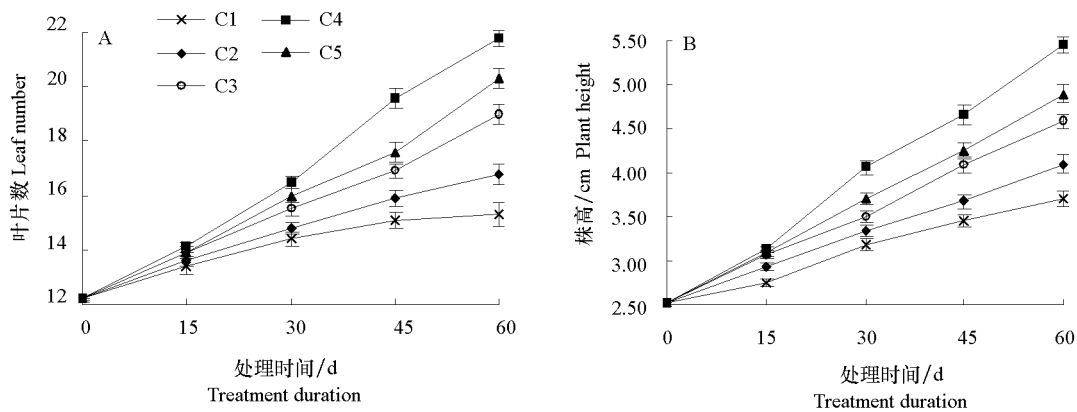 A
C1
C2
C3
C4
C5
22
20
18
16
14
12
叶片数 Leaf number
0 15 30 45 60
处理时间/d
Treatment duration
B
5.50
5.00
4.50
4.00
3.50
3.00
2.50
株高/cm Plant height
0 15 30 45 60
处理时间/d
Treatment duration